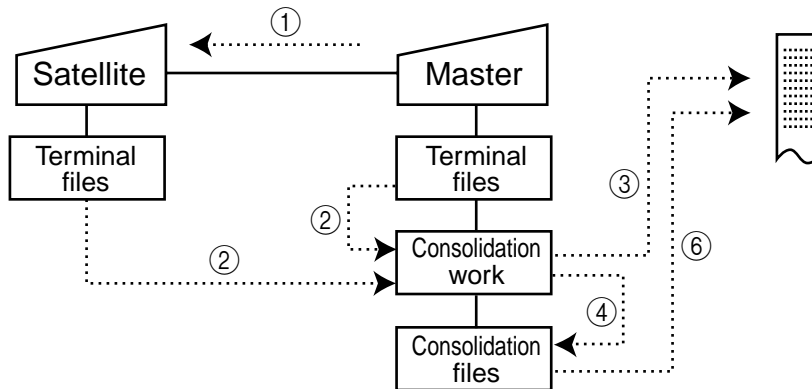 ①
Satellite
Master
Terminal
files
Terminal
files
③
②
⑥
②
Consolidation
work
④
Consolidation
files